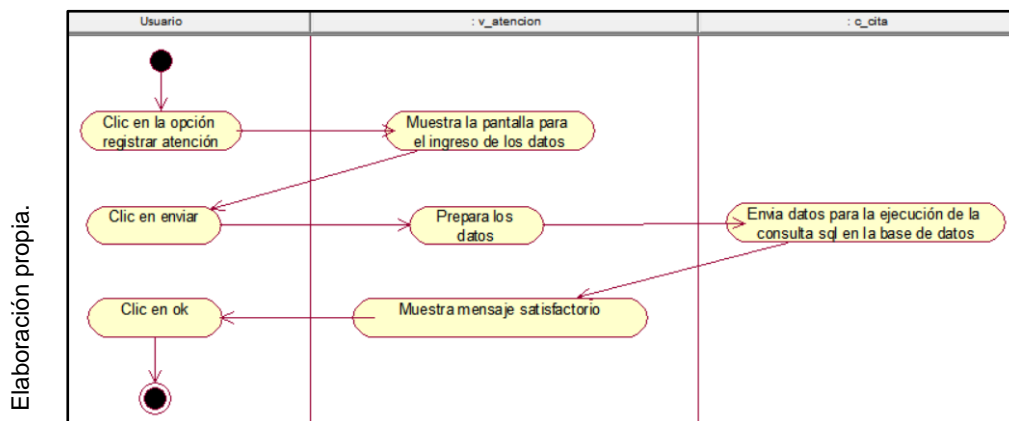 Usuario
: v_atencion
: c_cita
Clic en la opción
registrar atención
Muestra la pantalla para
el ingreso de los datos
Clic en enviar
Prepara los
datos
Envia datos para la ejecución de la
consulta sql en la base de datos
Clic en ok
Muestra mensaje satisfactorio
Elaboración propia.